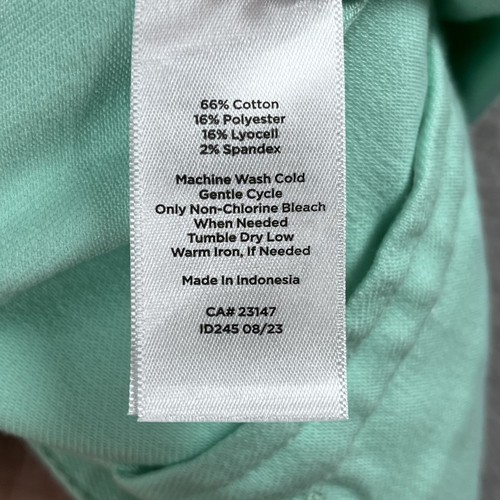 66% Cotton
16% Polyester
16% Lyocell
2% Spandex
Machine Wash Cold
Gentle Cycle
Only Non-Chlorine Bleach
When Needed
Tumble Dry Low
Warm Iron, If Needed
Made In Indonesia
CA# 23147
ID245 08/23